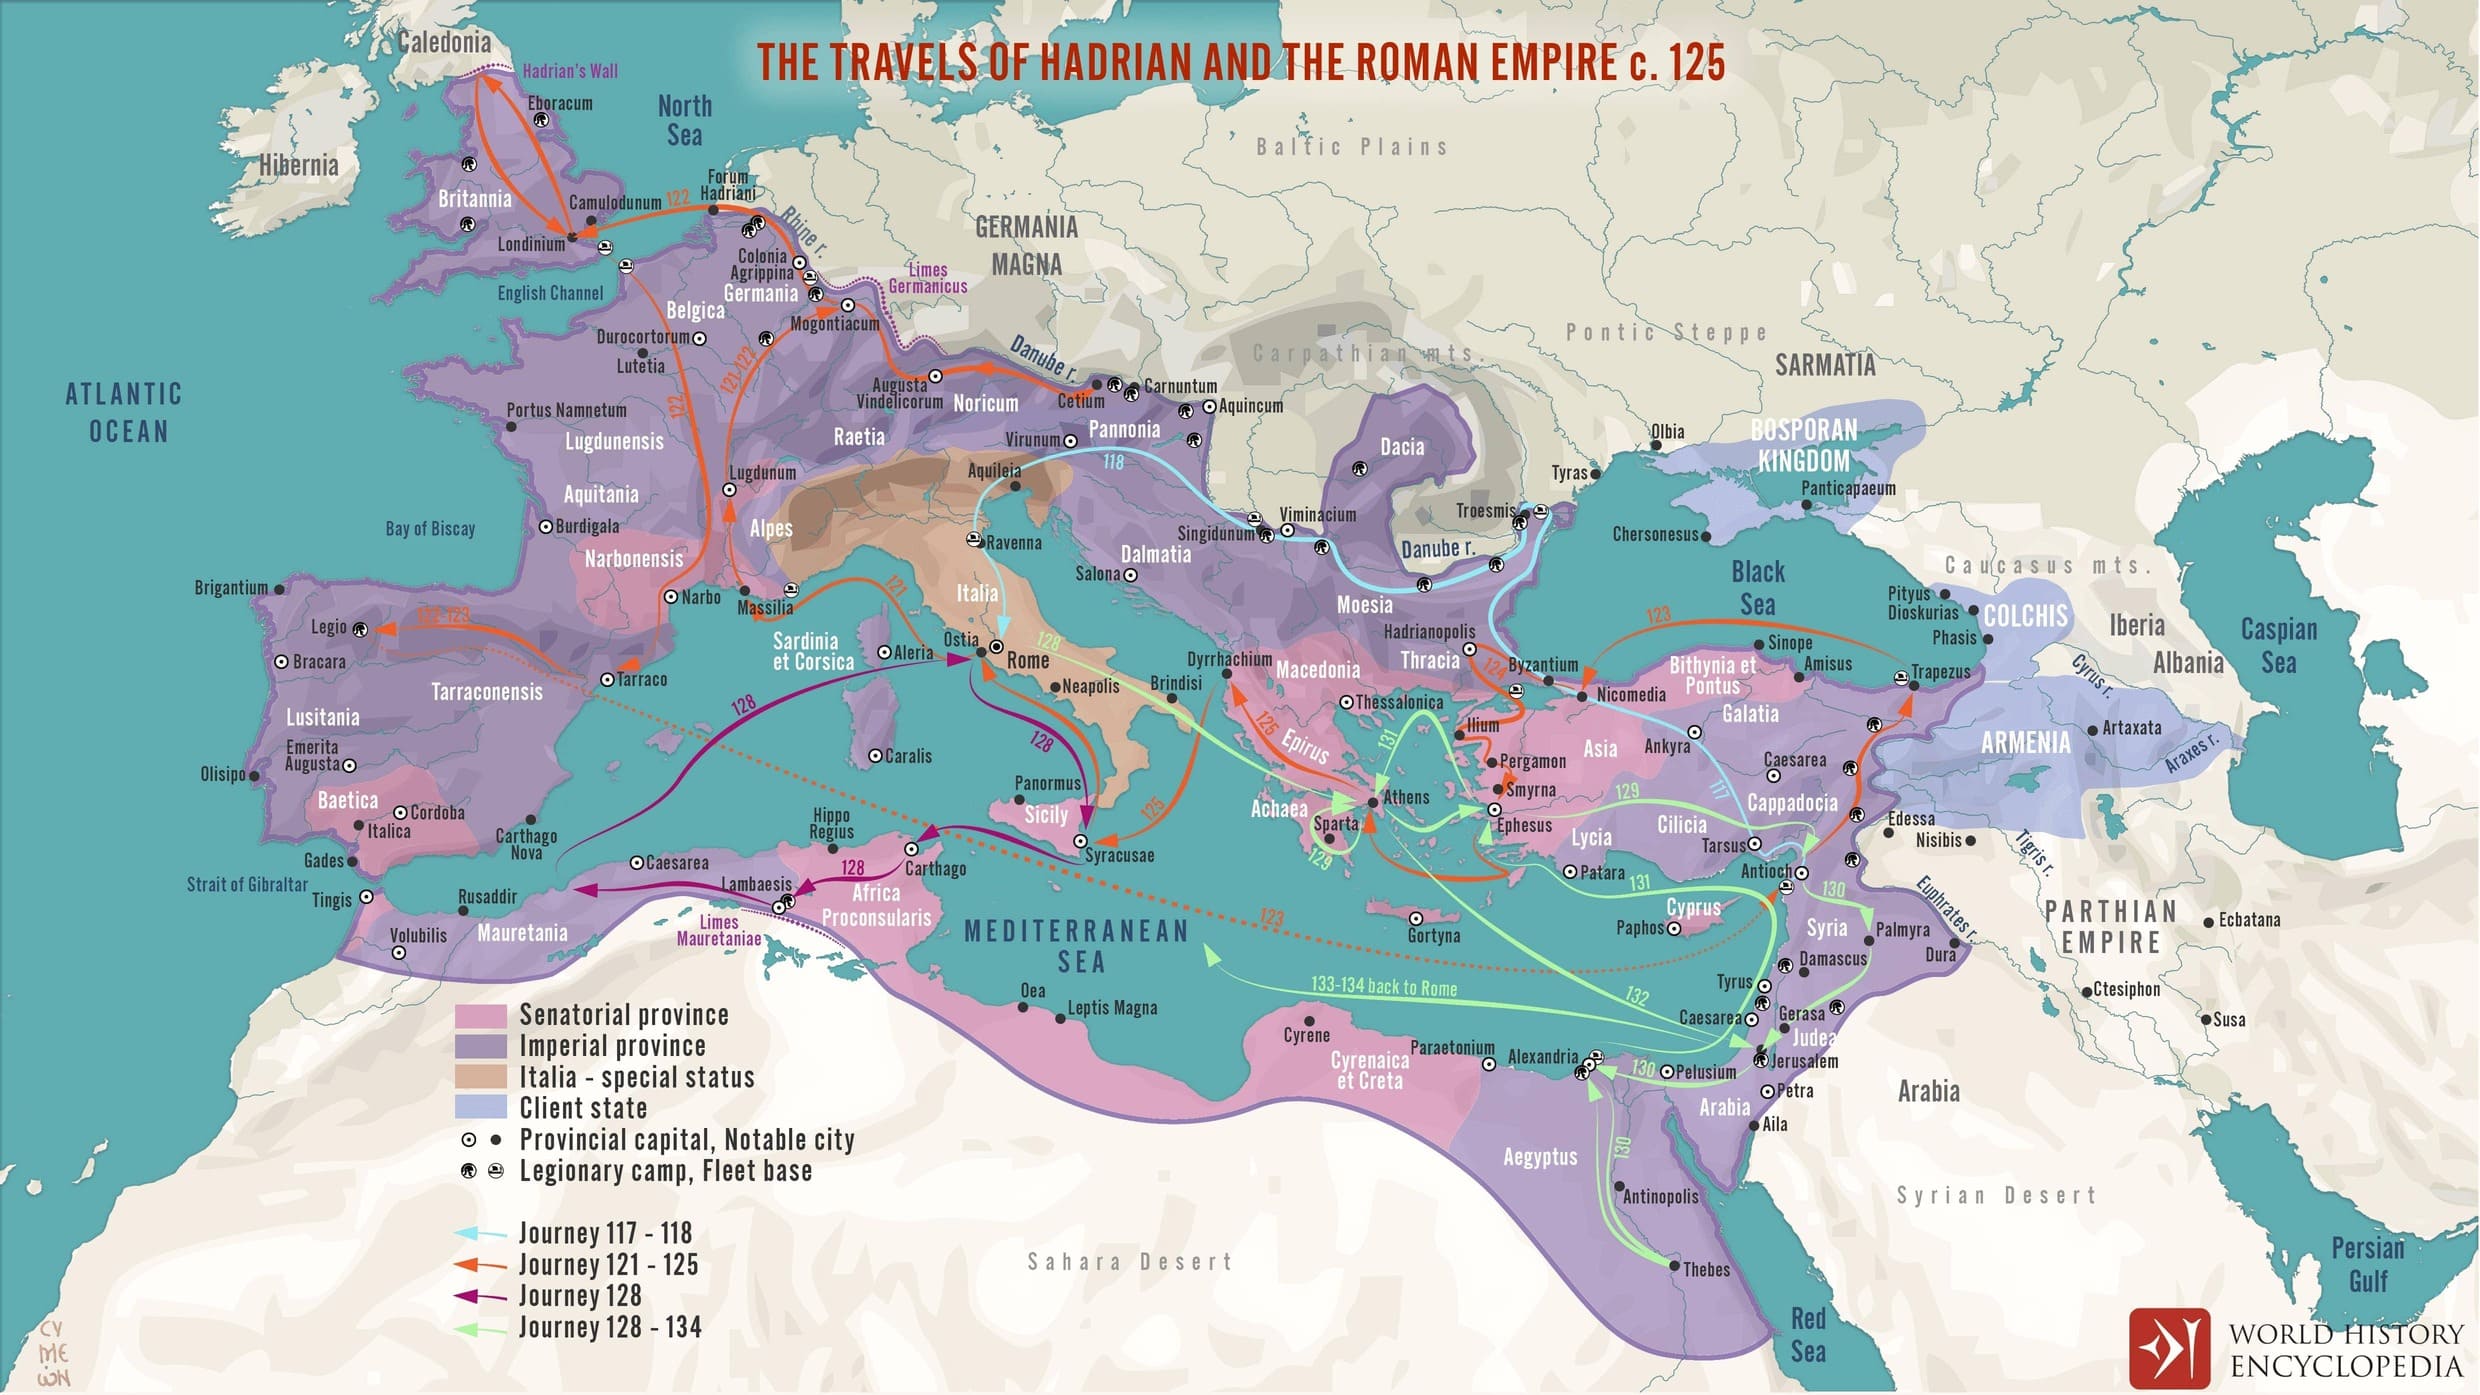 THE TRAVELS OF HADRIAN AND THE ROMAN EMPIRE c. 125
Caledonia
Hadrian's Wall
Eboracum
North
Sea
Hibernia
Britannia
Camulodunum
122
Forum
Hadriani
Londinium
Rhine r.
Colonia
Agrippina
English Channel
Germania
Belgica
Limes
Germanicus
GERMANIA
MAGNA
Baltic Plains
Mogontiacum
Durocortorum
Lutetia
121-122
122
Carpathian mts.
Pontic Steppe
SARMATIA
ATLANTIC
OCEAN
Danube r.
Augusta
Vindelicorum
Noricum
Cetium
Carnuntum
Aquincum
Portus Namnetum
Lugdunensis
Raetia
Virunum
Pannonia
118
Dacia
Olbia
BOSPORAN
KINGDOM
Tyras
Panticapaeum
Lugdunum
Aquileia
Aquitania
Alpes
Burdigala
Bay of Biscay
Ravenna
Singidunum
Viminacium
Troesmis
Chersonesus
Narbonensis
Dalmatia
Danube r.
Salona
Italia
Moesia
Black
Sea
Caucasus mts.
Brigantium
Narbo
Massilia
121
Pityus
Dioskurias
COLCHIS
Iberia
Caspian
Sea
Legio
122-123
Bracara
Sardinia
et Corsica
Aleria
Ostia
Rome
128
Dyrrhachium
Macedonia
Hadrianopolis
Thracia
124
Byzantium
123
Sinope
Bithynia et
Pontus
Amisus
Phasis
Trapezus
Albania
Cyrus r.
Tarraco
Tarraconensis
Neapolis
Brindisi
Thessalonica
Nicomedia
Lusitania
128
128
125
Epirus
131
Ilium
Galatia
Ankyra
ARMENIA
Artaxata
Araxes r.
Emerita
Augusta
Olisipo
Caralis
Pergamon
Asia
Caesarea
117
Baetica
Cordoba
Italica
Panormus
Sicily
125
Achaea
Athens
Smyrna
129
Cappadocia
Carthago
Nova
Hippo
Regius
Syracusae
Sparta
129
Ephesus
Lycia
Cilicia
Tarsus
Edessa
Nisibis
Tigris r.
Gades
Strait of Gibraltar
Tingis
Caesarea
Carthago
128
Lambaesis
Africa
Proconsularis
Patara
131
Antioch
130
Euphrates r.
PARTHIAN
EMPIRE
Ecbatana
Rusaddir
Volubilis
Mauretania
Limes
Mauretaniae
MEDITERRANEAN
SEA
123
Gortyna
Cyprus
Paphos
Syria
Palmyra
Damascus
Dura
Tyrus
Oea
Leptis Magna
133-134 back to Rome
132
Ctesiphon
Susa
Cyrene
Caesarea
Gerasa
Judea
Cyrenaica
et Creta
Paraetonium
Alexandria
130
Pelusium
Jerusalem
Petra
Arabia
Arabia
Aila
Aegyptus
130
Antinopolis
Syrian Desert
Thebes
Sahara Desert
Red
Sea
Persian
Gulf
Senatorial province
Imperial province
Italia - special status
Client state
Provincial capital, Notable city
Legionary camp, Fleet base
Journey 117 - 118
Journey 121 - 125
Journey 128
Journey 128 - 134
WORLD HISTORY
ENCYCLOPEDIA